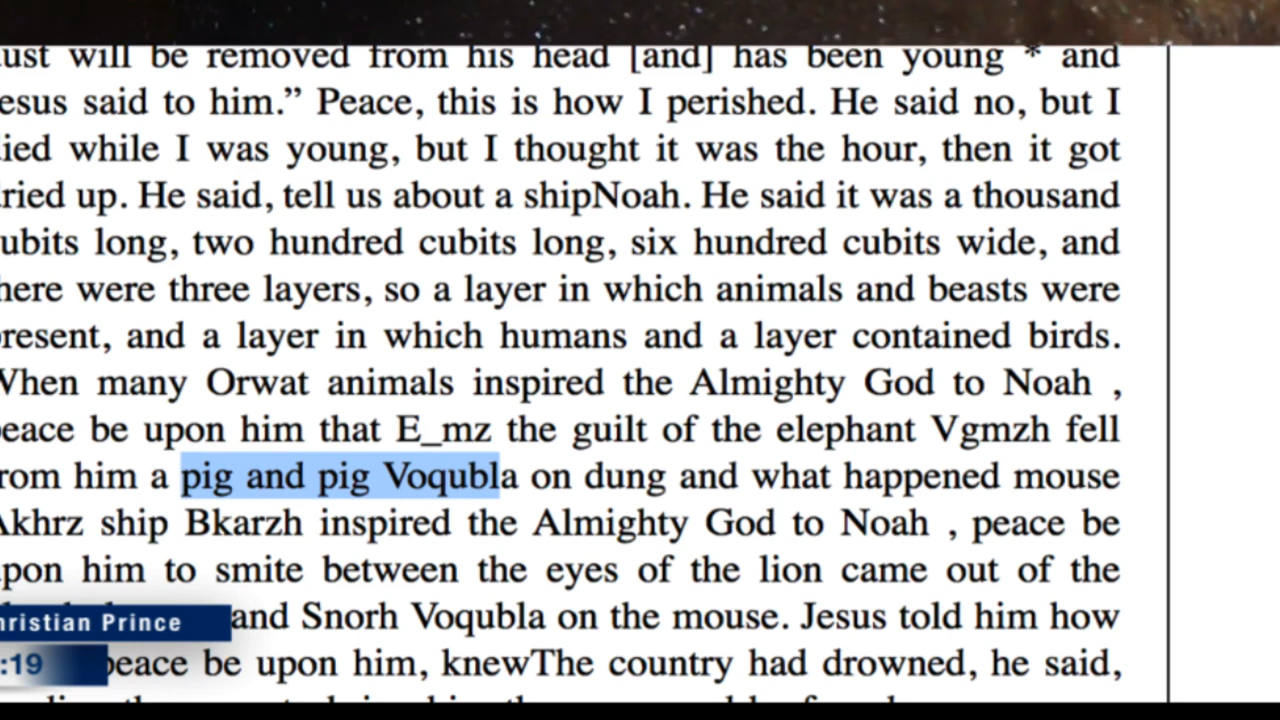 will be removed from his head [and] has been young * and
said to him.” Peace, this is how I perished. He said no, but I
while I was young, but I thought it was the hour, then it got
up. He said, tell us about a shipNoah. He said it was a thousand
ubits long, two hundred cubits long, six hundred cubits wide, and
here were three layers, so a layer in which animals and beasts were
resent, and a layer in which humans and a layer contained birds.
When many Orwat animals inspired the Almighty God to Noah ,
eace be upon him that E_mz the guilt of the elephant Vgmzh fell
rom him a pig and pig Voqubla on dung and what happened mouse
Akhrz ship Bkarzh inspired the Almighty God to Noah , peace be
upon him to smite between the eyes of the lion came out of the
and Snorh Voqubla on the mouse. Jesus told him how
peace be upon him, knewThe country had drowned, he said,
hristian Prince
:19